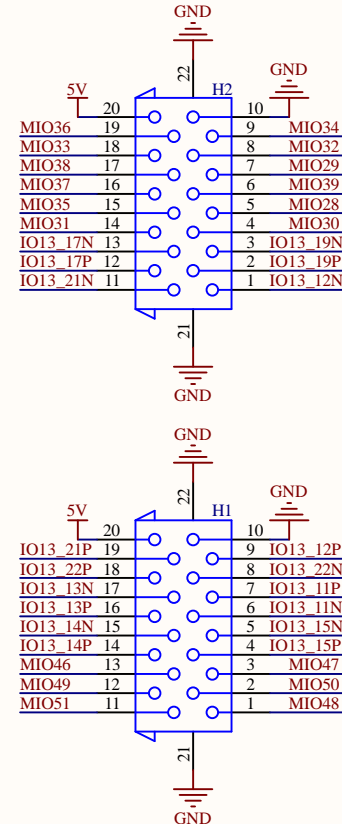 GND
22
H2
GND
5V
20 10
MIO36 19 9 MIO34
MIO33 18 8 MIO32
MIO38 17 7 MIO29
MIO37 16 6 MIO39
MIO35 15 5 MIO28
MIO31 14 4 MIO30
IO13_17N 13 3 IO13_19N
IO13_17P 12 2 IO13_19P
IO13_21N 11 1 IO13_12N
21
GND
GND
22
H1
GND
5V
20 10
IO13_21P 19 9 IO13_12P
IO13_22P 18 8 IO13_22N
IO13_13N 17 7 IO13_11P
IO13_13P 16 6 IO13_11N
IO13_14N 15 5 IO13_15N
IO13_14P 14 4 IO13_15P
MIO46 13 3 MIO47
MIO49 12 2 MIO50
MIO51 11 1 MIO48
21
GND